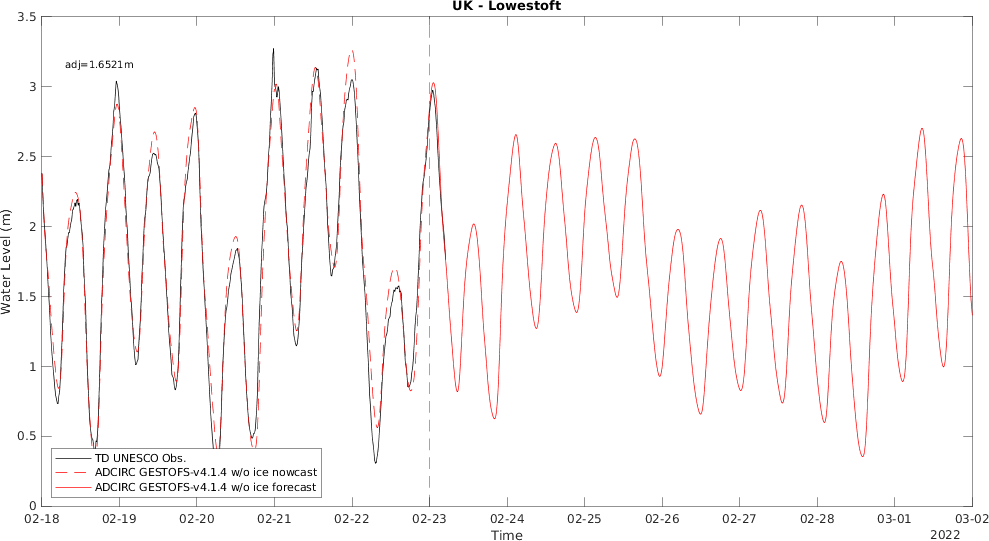 UK - Lowestoft
adj=1.6521m
3.5
3
2.5
2
1.5
1
0.5
0
Water Level (m)
TD UNESCO Obs.
ADCIRC GESTOFS-v4.1.4 w/o ice nowcast
ADCIRC GESTOFS-v4.1.4 w/o ice forecast
02-18 02-19 02-20 02-21 02-22 02-23 02-24 02-25 02-26 02-27 02-28 03-01 03-02
Time
2022